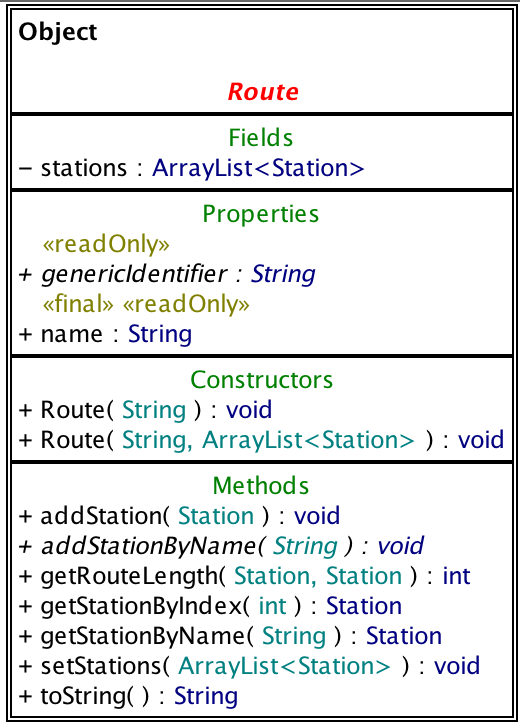 Object
Route
Fields
− stations : ArrayList<Station>
Properties
«readOnly»
+ genericIdentifier : String
«final» «readOnly»
+ name : String
Constructors
+ Route( String ) : void
+ Route( String, ArrayList<Station> ) : void
Methods
+ addStation( Station ) : void
+ addStationByName( String ) : void
+ getRouteLength( Station, Station ) : int
+ getStationByIndex( int ) : Station
+ getStationByName( String ) : Station
+ setStations( ArrayList<Station> ) : void
+ toString( ) : String